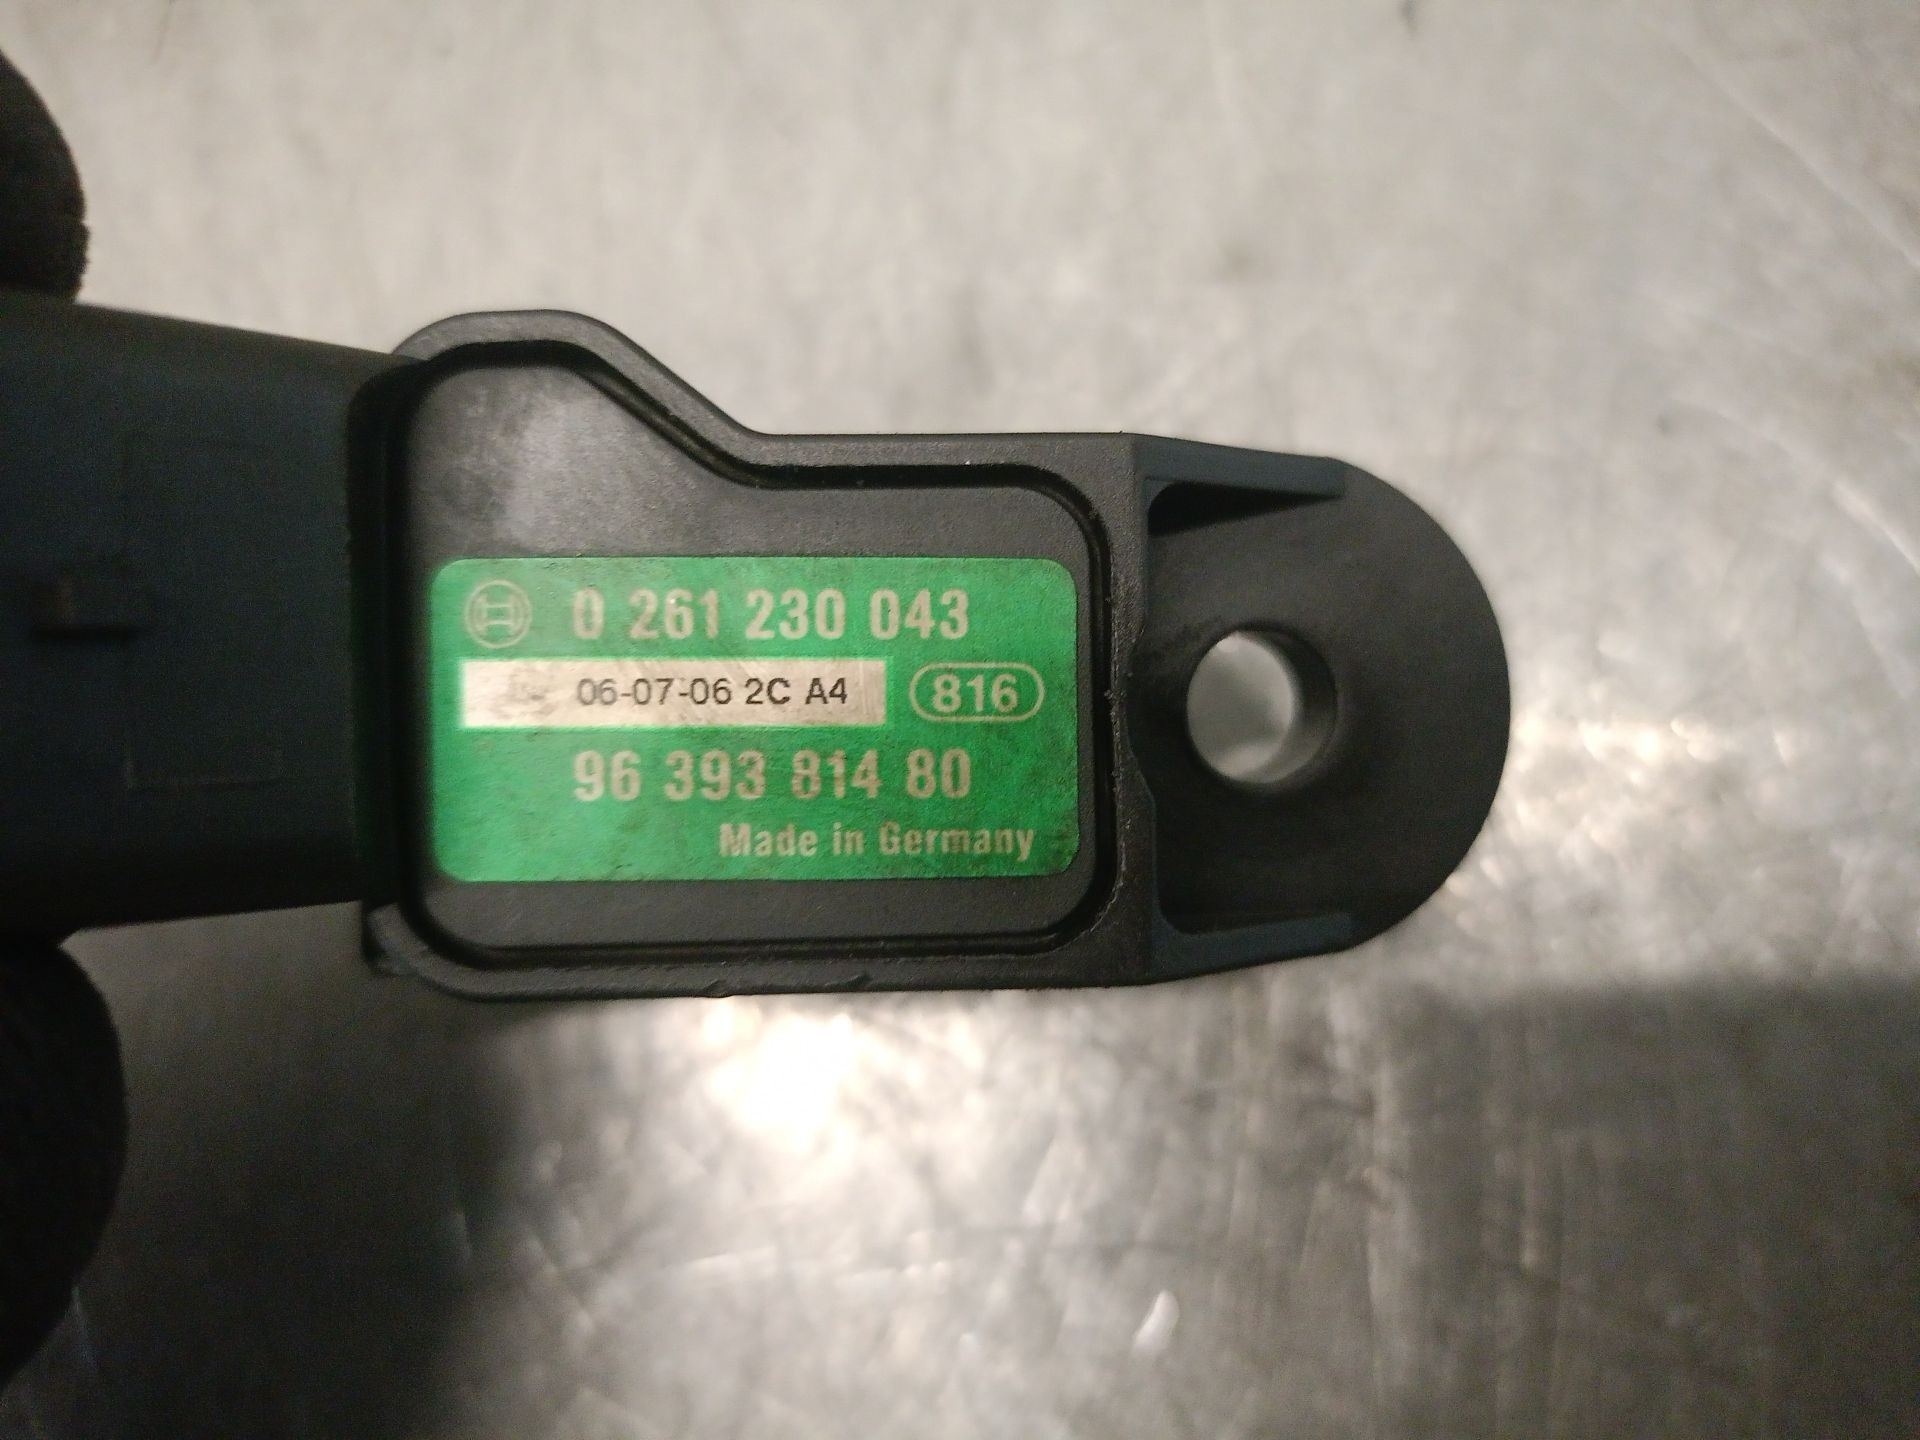 0 261 230 043
06-07-06 2C A4 816
96 393 814 80
Made in Germany